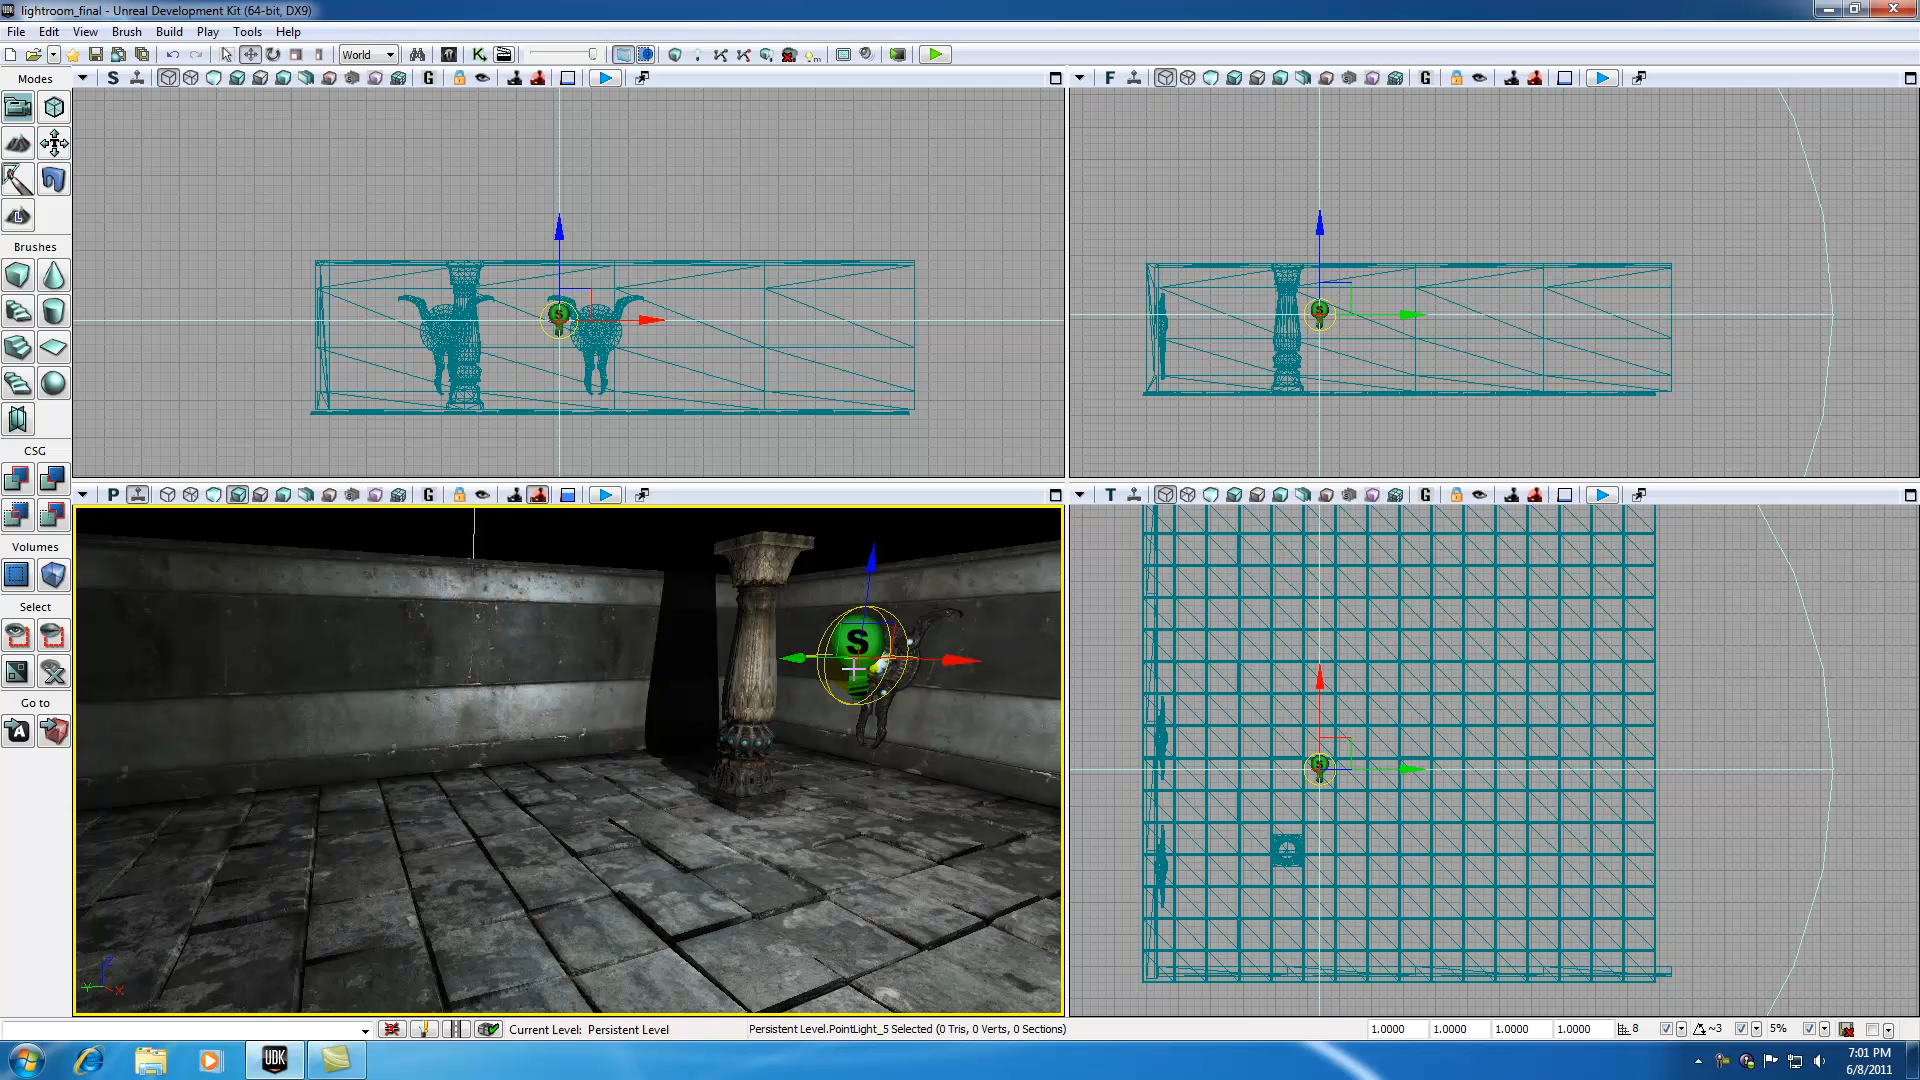 lightroom_final - Unreal Development Kit (64-bit, DX9)
File Edit View Brush Build Play Tools Help
World
Modes
S G
F G
L
Brushes
CSG
Volumes
Select
Go to
A
P G
T G
S
S
S
S
Z
Y X
Current Level: Persistent Level
Persistent Level.PointLight_5 Selected (0 Tris, 0 Verts, 0 Sections)
1.0000 1.0000 1.0000 1.0000 8 ~3 5%
UDK
7:01 PM
6/8/2011